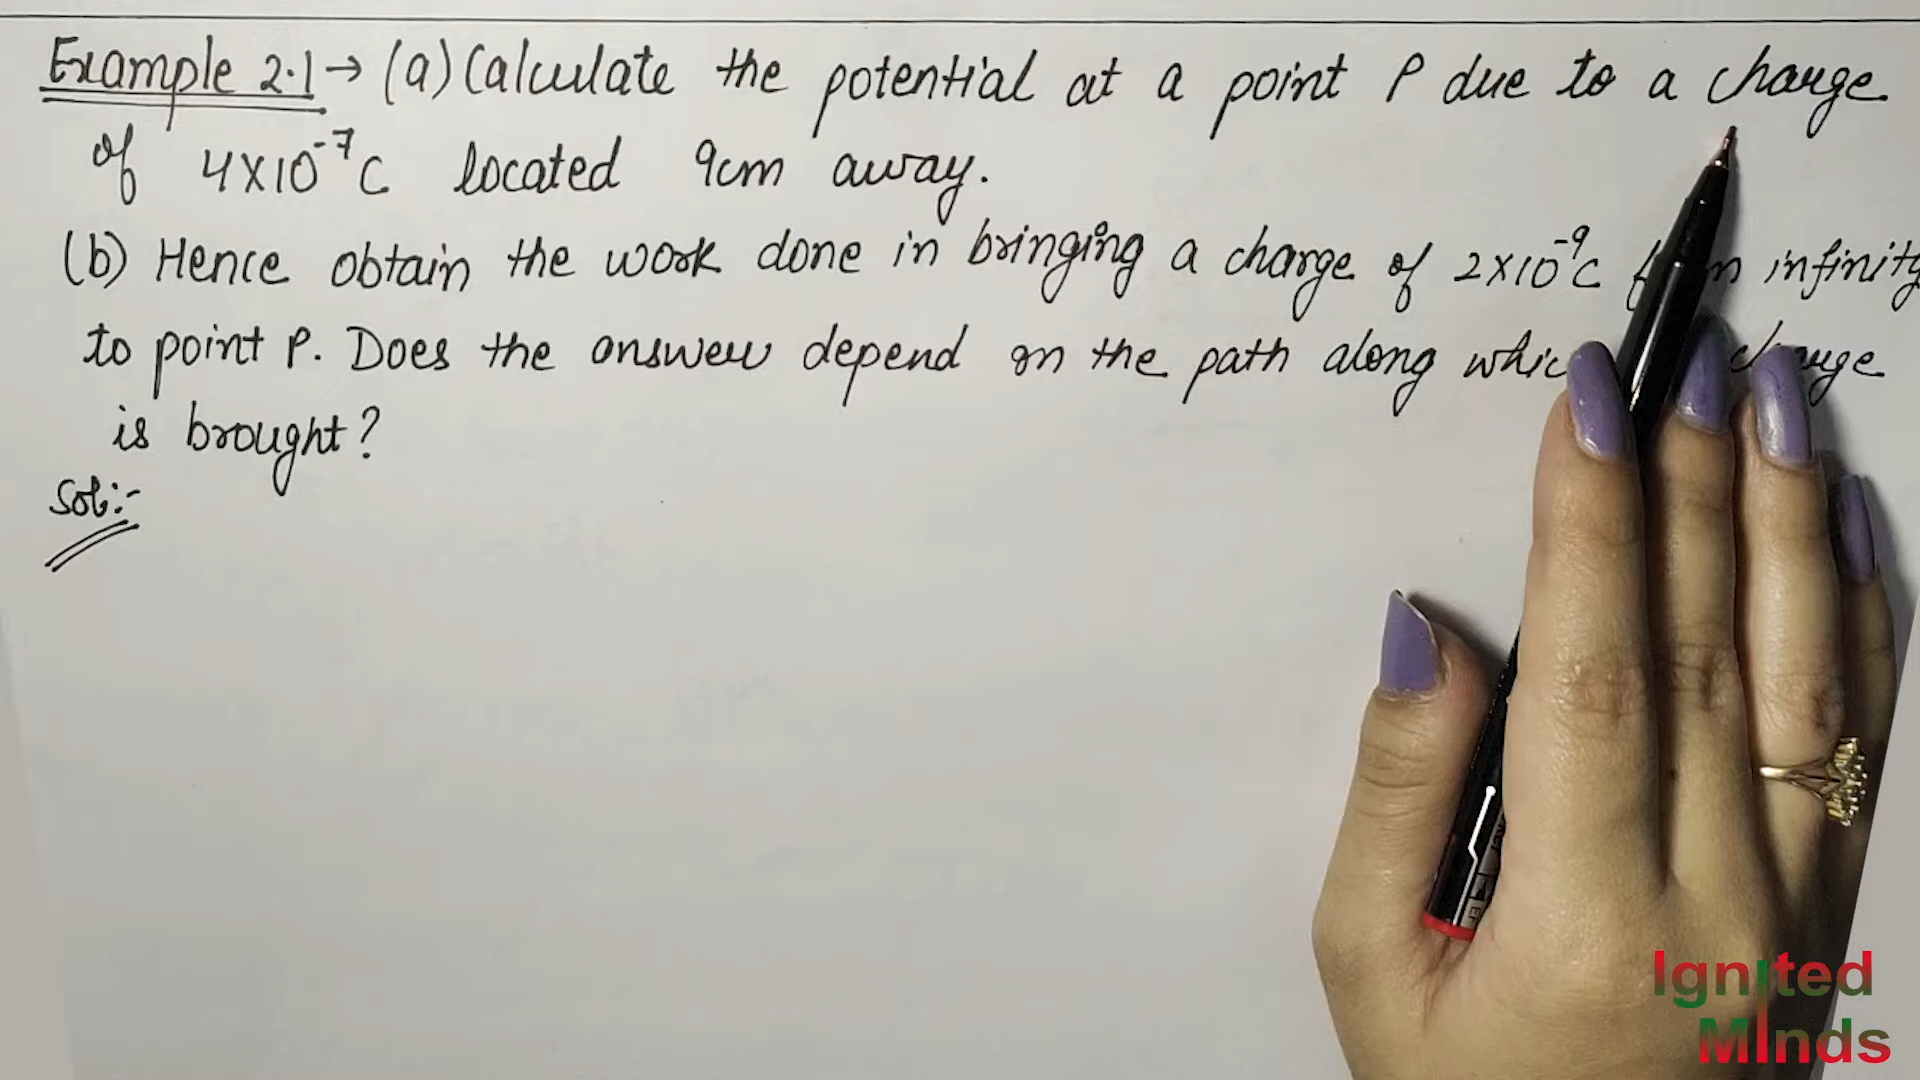 Example 2.1 → (a) Calculate the potential at a point P due to a charge
of 4×10⁻⁷C located 9cm away.
(b) Hence obtain the work done in bringing a charge of 2×10⁻⁹C infinity
to point P. Does the answer depend on the path along charge
is brought?
Sol:-
Ignited
Minds